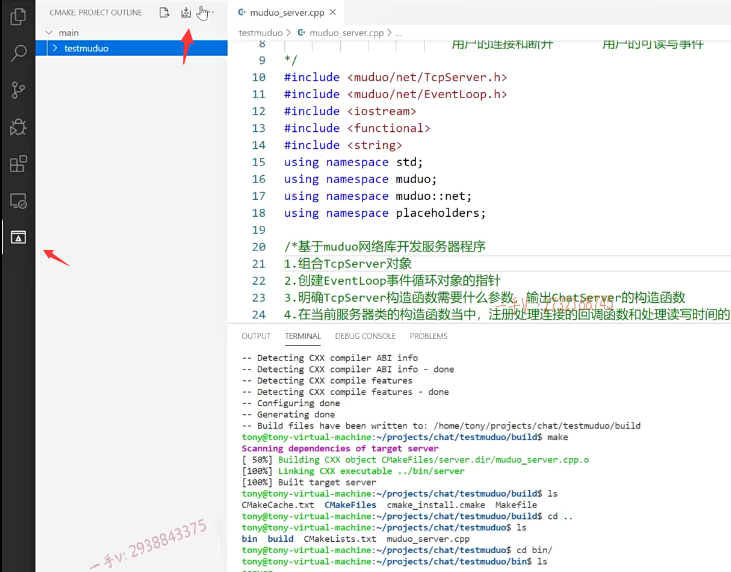 CMAKE: PROJECT OUTLINE
main
testmuduo
muduo_server.cpp
testmuduo > muduo_server.cpp > ...
8 用户的连接和断开 用户的可读写事件
9 */
10 #include <muduo/net/TcpServer.h>
11 #include <muduo/net/EventLoop.h>
12 #include <iostream>
13 #include <functional>
14 #include <string>
15 using namespace std;
16 using namespace muduo;
17 using namespace muduo::net;
18 using namespace placeholders;
19
20 /*基于muduo网络库开发服务器程序
21 1.组合TcpServer对象
22 2.创建EventLoop事件循环对象的指针
23 3.明确TcpServer构造函数需要什么参数，输出ChatServer的构造函数
24 4.在当前服务器类的构造函数当中，注册处理连接的回调函数和处理读写时间的
OUTPUT TERMINAL DEBUG CONSOLE PROBLEMS
-- Detecting CXX compiler ABI info
-- Detecting CXX compiler ABI info - done
-- Detecting CXX compile features
-- Detecting CXX compile features - done
-- Configuring done
-- Generating done
-- Build files have been written to: /home/tony/projects/chat/testmuduo/build
tony@tony-virtual-machine:~/projects/chat/testmuduo/build$ make
Scanning dependencies of target server
[ 50%] Building CXX object CMakeFiles/server.dir/muduo_server.cpp.o
[100%] Linking CXX executable ../bin/server
[100%] Built target server
tony@tony-virtual-machine:~/projects/chat/testmuduo/build$ ls
CMakeCache.txt CMakeFiles cmake_install.cmake Makefile
tony@tony-virtual-machine:~/projects/chat/testmuduo/build$ cd ..
tony@tony-virtual-machine:~/projects/chat/testmuduo$ ls
bin build CMakeLists.txt muduo_server.cpp
tony@tony-virtual-machine:~/projects/chat/testmuduo$ cd bin/
tony@tony-virtual-machine:~/projects/chat/testmuduo/bin$ ls
一手v: 2938843375